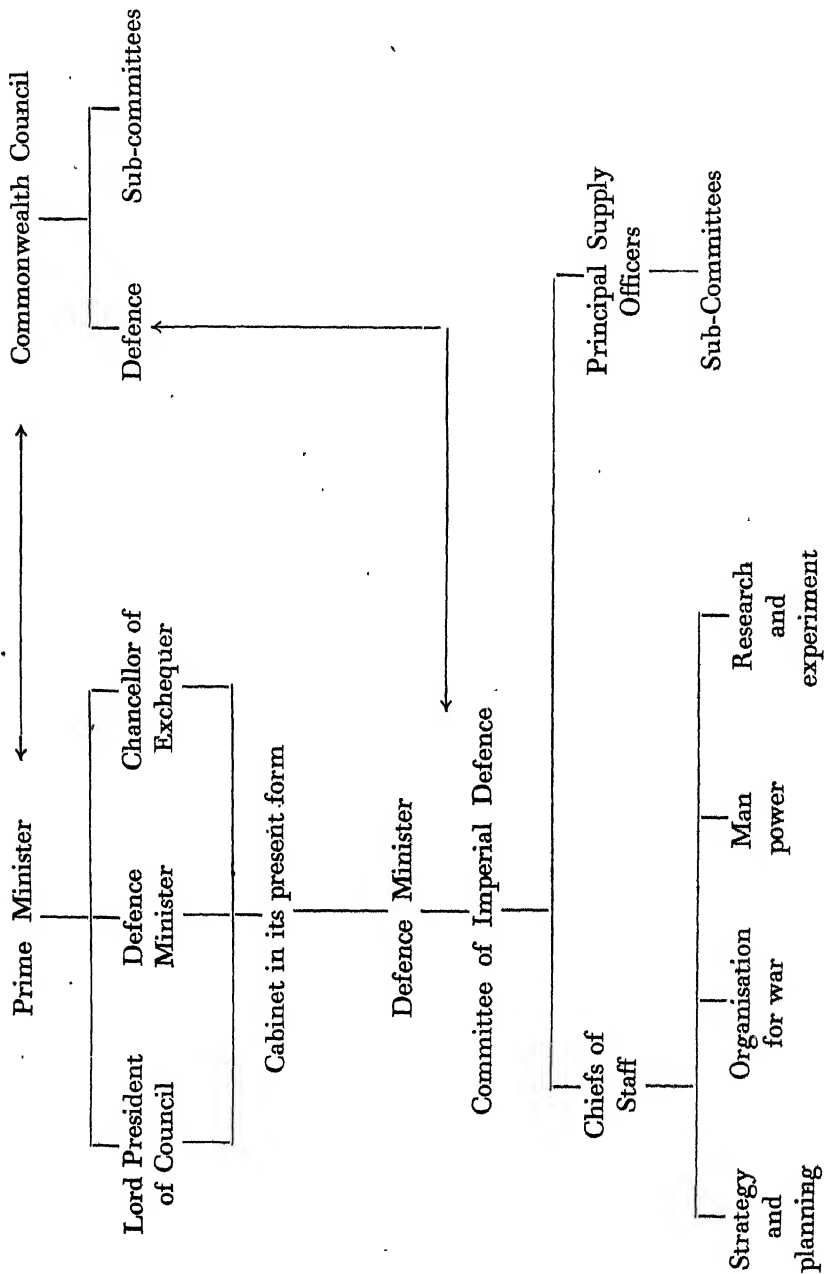 Prime Minister
Commonwealth Council
Lord President
of Council
Defence
Minister
Chancellor of
Exchequer
Defence
Sub-committees
Cabinet in its present form
Defence Minister
Committee of Imperial Defence
Chiefs of
Staff
Principal Supply
Officers
Sub-Committees
Strategy
and
planning
Organisation
for war
Man
power
Research
and
experiment